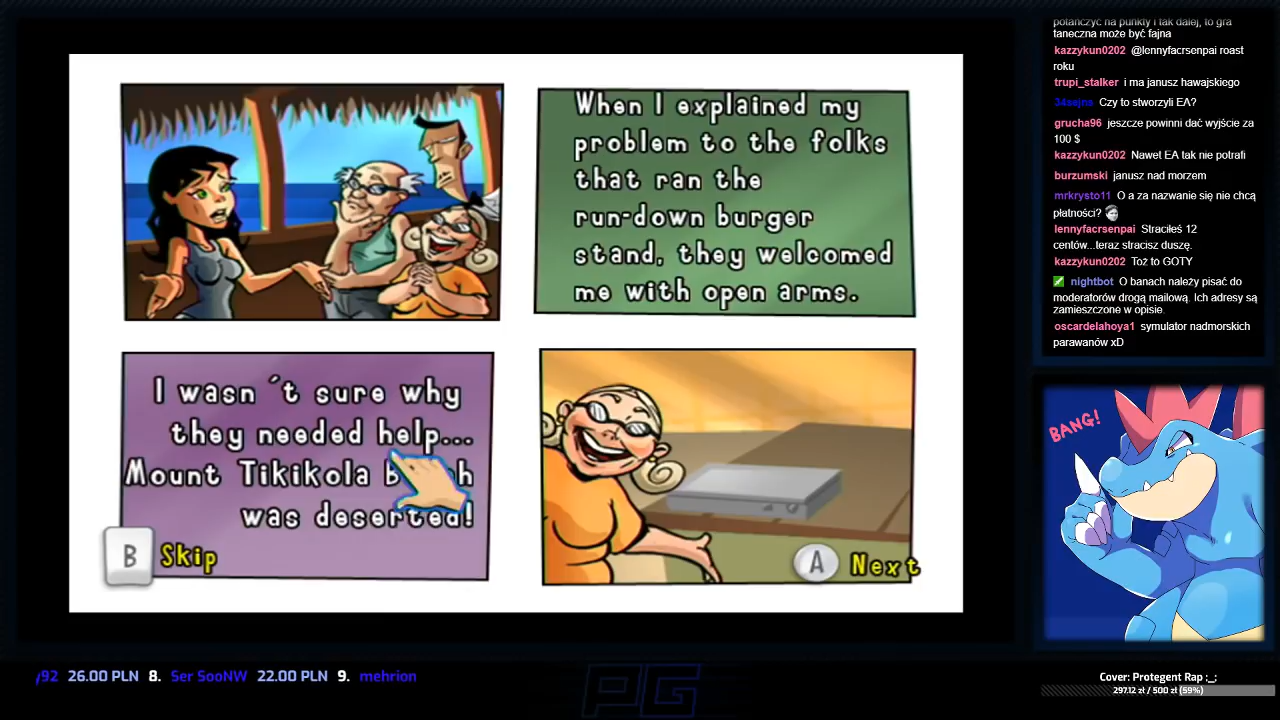 When I explained my
problem to the folks
that ran the
run-down burger
stand, they welcomed
me with open arms.
I wasn´t sure why
they needed help...
Mount Tikikola
was deserted!
B Skip
A Next
potańczyć na punkty i tak dalej, to gra
taneczna może być fajna
kazzykun0202 @lennyfacrsenpai roast
roku
trupi_stalker i ma janusz hawajskiego
34sejna Czy to stworzyli EA?
grucha96 jeszcze powinni dać wyjście za
100 $
kazzykun0202 Nawet EA tak nie potrafi
burzumski janusz nad morzem
mrkrysto11 O a za nazwanie się nie chcą
płatności?
lennyfacrsenpai Straciłeś 12
centów...teraz stracisz duszę.
kazzykun0202 Toż to GOTY
nightbot O banach należy pisać do
moderatorów drogą mailową. Ich adresy są
zamieszczone w opisie.
oscardelahoya1 symulator nadmorskich
parawanów xD
BANG!
92 26.00 PLN 8. Ser SooNW 22.00 PLN 9. mehrion
PG
Cover: Protegent Rap :_:
297.12 zł / 500 zł (59%)